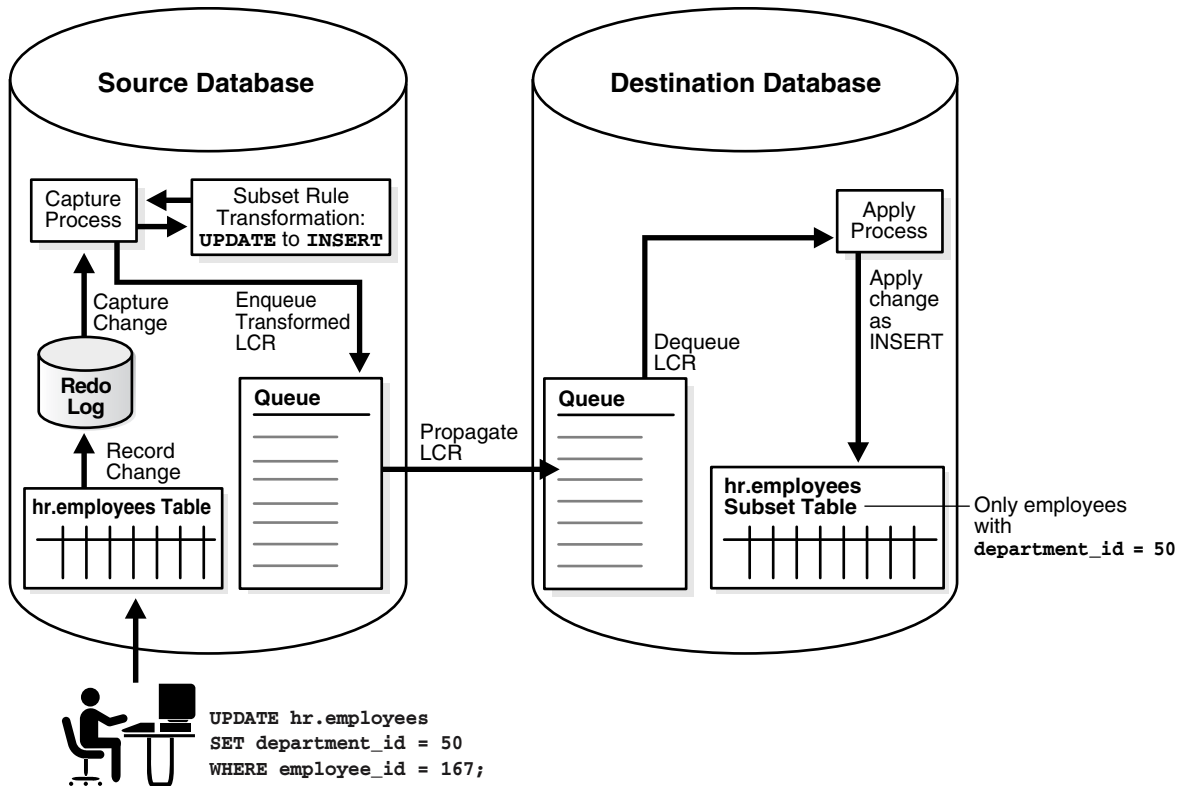 Source Database
Destination Database
Capture
Process
Subset Rule
Transformation:
UPDATE to INSERT
Apply
Process
Capture
Change
Enqueue
Transformed
LCR
Apply
change
as
INSERT
Dequeue
LCR
Redo
Log
Queue
Queue
Propagate
LCR
Record
Change
hr.employees Table
hr.employees
Subset Table
Only employees
with
department_id = 50
UPDATE hr.employees
SET department_id = 50
WHERE employee_id = 167;